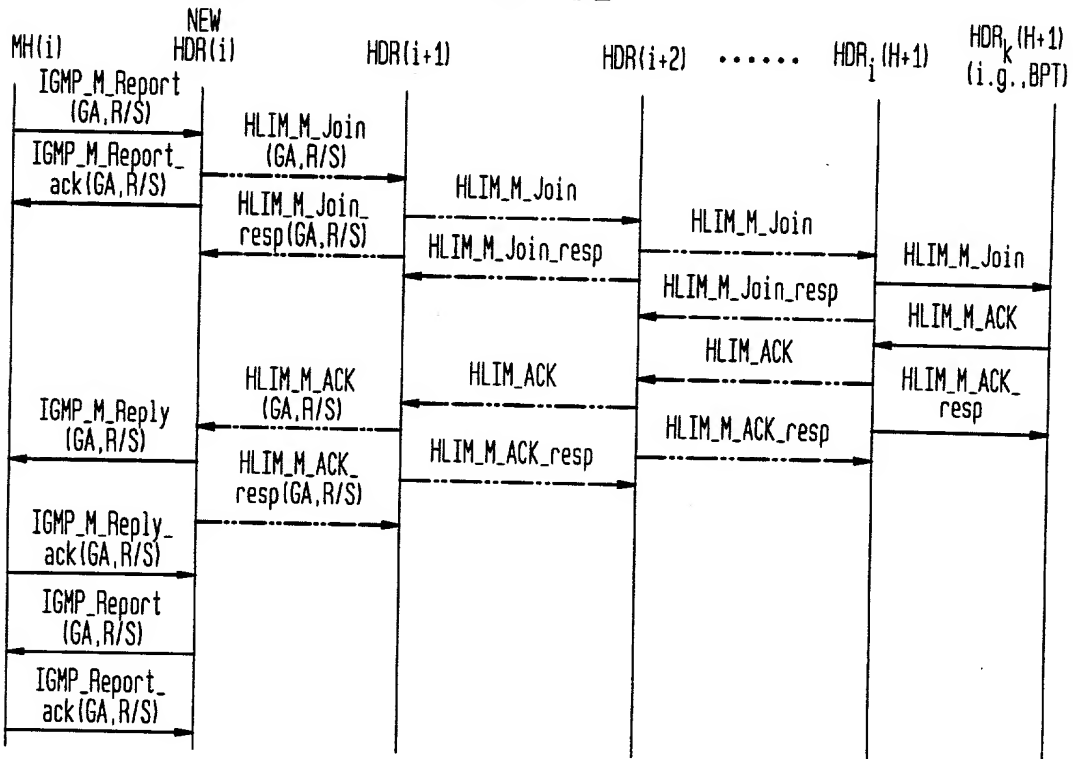 MH(i)
NEW
HDR(i)
HDR(i+1)
HDR(i+2)
······
HDRi (H+1)
HDRk (H+1)
(i.g.,BPT)
IGMP_M_Report
(GA,R/S)
HLIM_M_Join
(GA,R/S)
IGMP_M_Report_
ack(GA,R/S)
HLIM_M_Join
HLIM_M_Join_
resp(GA,R/S)
HLIM_M_Join
HLIM_M_Join_resp
HLIM_M_Join
HLIM_M_Join_resp
HLIM_M_ACK
HLIM_ACK
HLIM_ACK
HLIM_M_ACK
(GA,R/S)
HLIM_M_ACK_
resp
IGMP_M_Reply
(GA,R/S)
HLIM_M_ACK_resp
HLIM_M_ACK_resp
HLIM_M_ACK_
resp(GA,R/S)
IGMP_M_Reply_
ack(GA,R/S)
IGMP_Report
(GA,R/S)
IGMP_Report_
ack(GA,R/S)